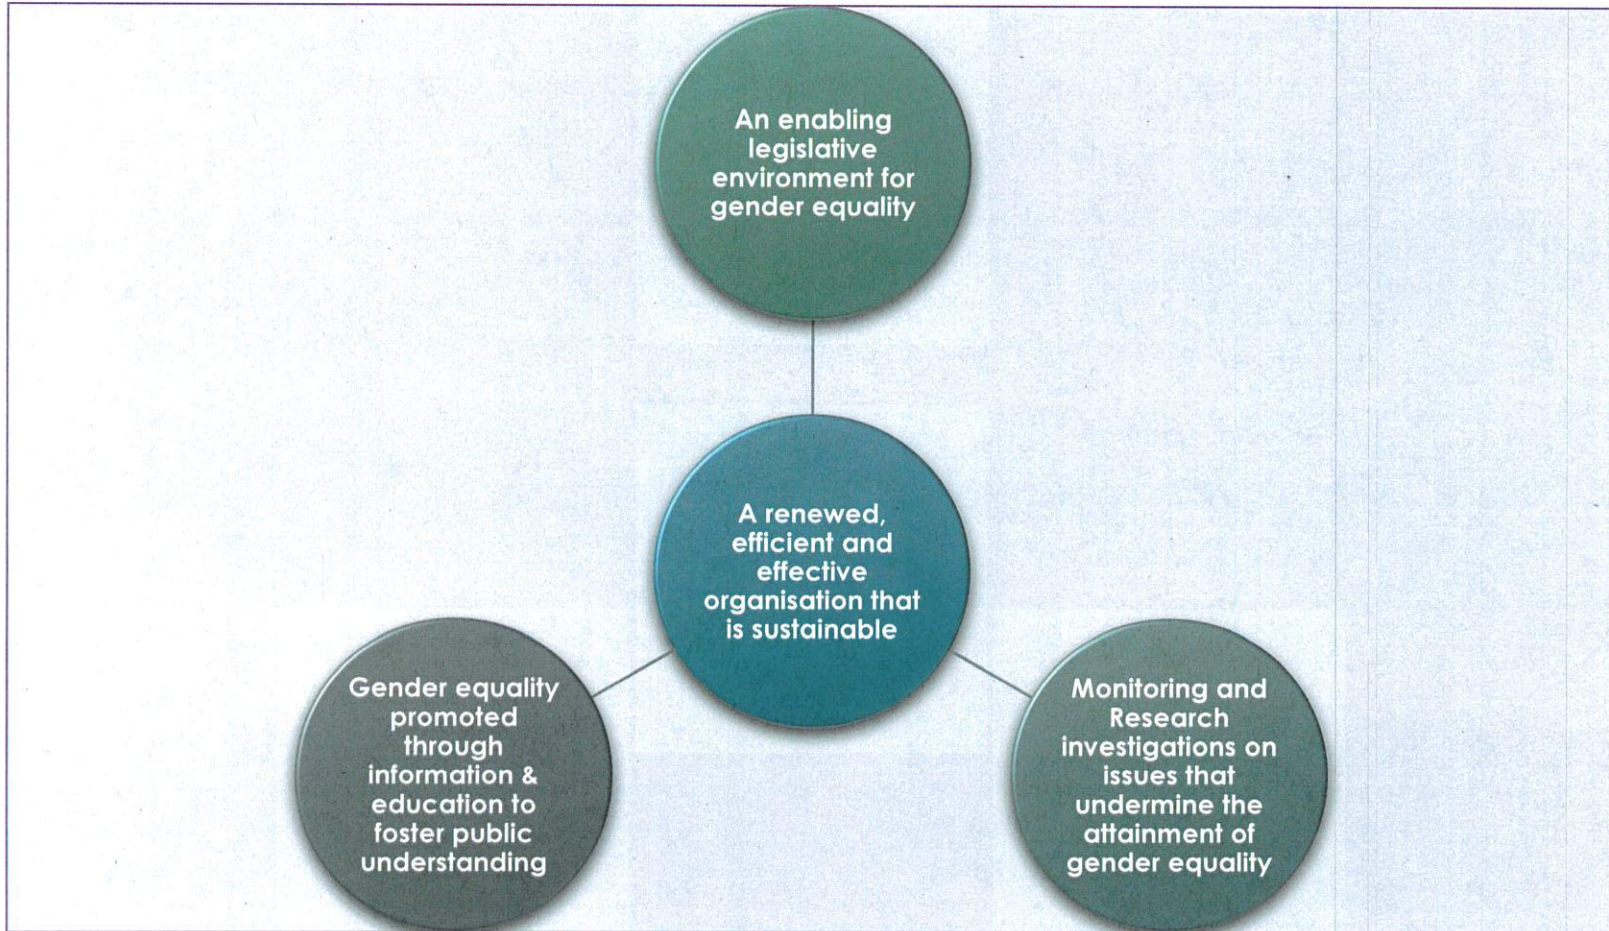 An enabling
legislative
environment for
gender equality
A renewed,
efficient and
effective
organisation that
is sustainable
Gender equality
promoted
through
information &
education to
foster public
understanding
Monitoring and
Research
investigations on
issues that
undermine the
attainment of
gender equality